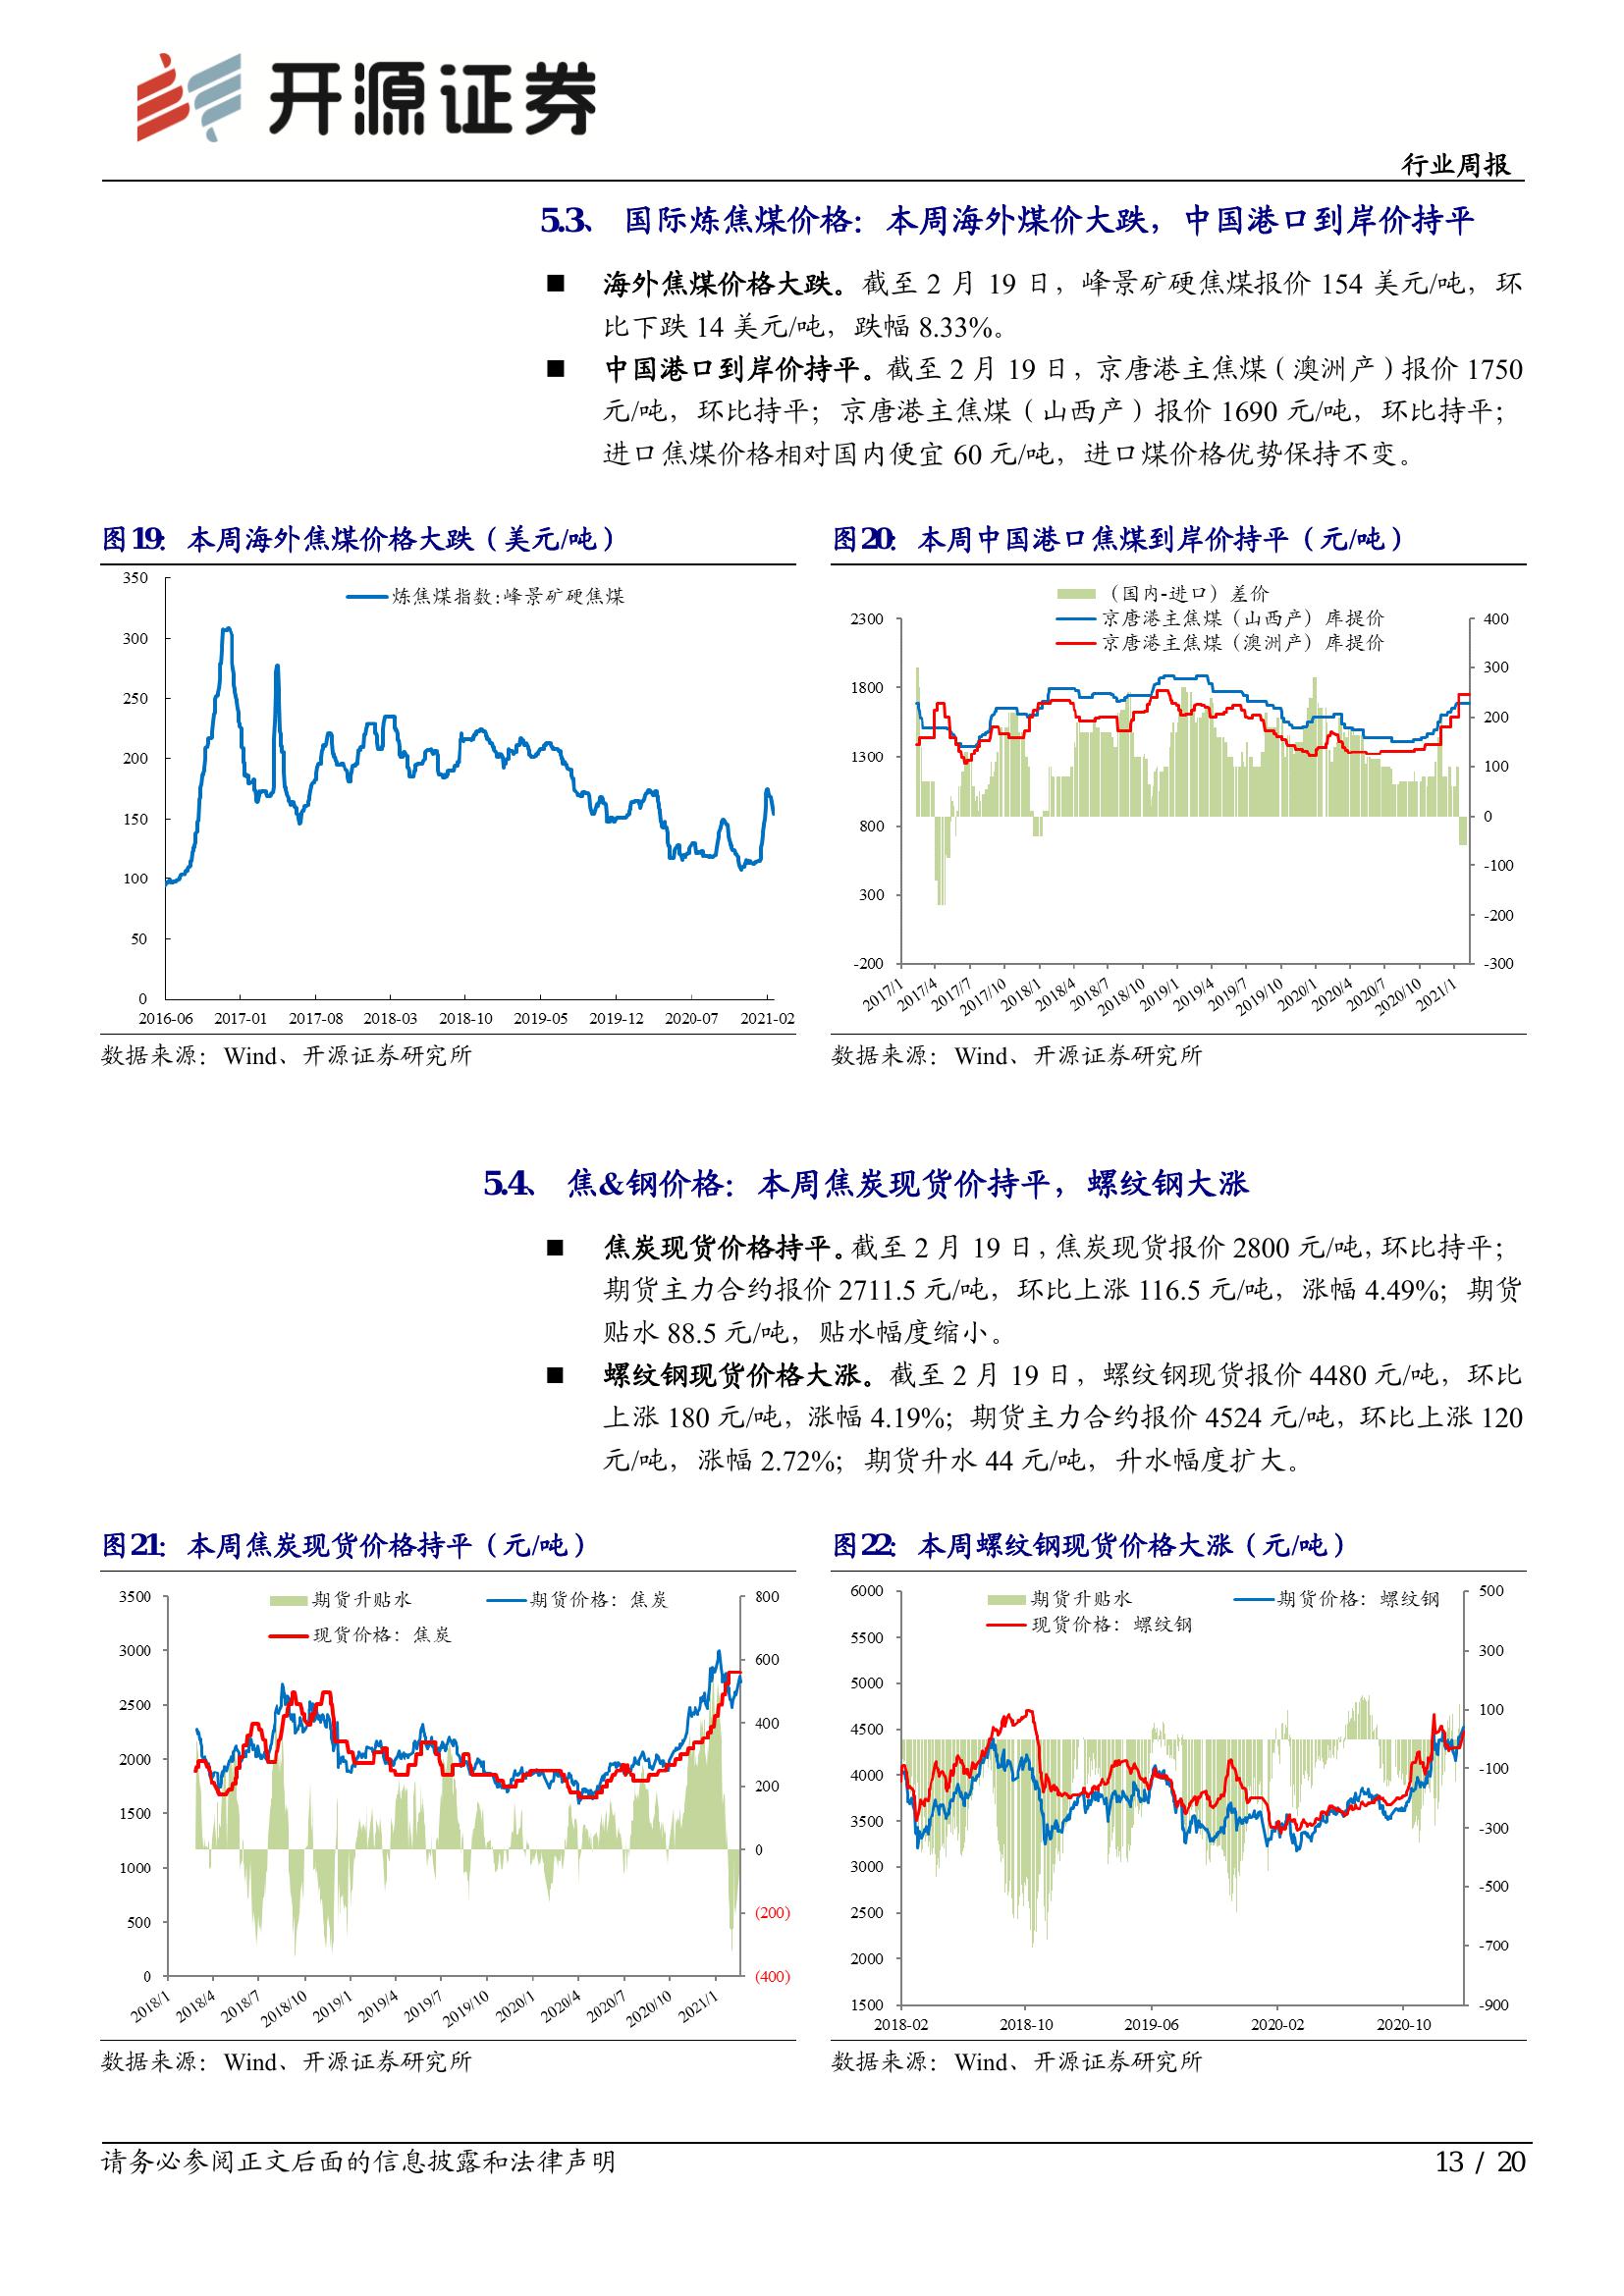 开源证券
行业周报
5.3、 国际炼焦煤价格：本周海外煤价大跌，中国港口到岸价持平
■ 海外焦煤价格大跌。截至 2 月 19 日，峰景矿硬焦煤报价 154 美元/吨，环
比下跌 14 美元/吨，跌幅 8.33%。
■ 中国港口到岸价持平。截至 2 月 19 日，京唐港主焦煤（澳洲产）报价 1750
元/吨，环比持平；京唐港主焦煤（山西产）报价 1690 元/吨，环比持平；
进口焦煤价格相对国内便宜 60 元/吨，进口煤价格优势保持不变。
图19： 本周海外焦煤价格大跌（美元/吨）
350
炼焦煤指数:峰景矿硬焦煤
300
250
200
150
100
50
0
2016-06 2017-01 2017-08 2018-03 2018-10 2019-05 2019-12 2020-07 2021-02
数据来源：Wind、开源证券研究所
图20： 本周中国港口焦煤到岸价持平（元/吨）
（国内-进口）差价
京唐港主焦煤（山西产）库提价
京唐港主焦煤（澳洲产）库提价
2300
1800
1300
800
300
-200
400
300
200
100
0
-100
-200
-300
2017/1 2017/4 2017/7 2017/10 2018/1 2018/4 2018/7 2018/10 2019/1 2019/4 2019/7 2019/10 2020/1 2020/4 2020/7 2020/10 2021/1
数据来源：Wind、开源证券研究所
5.4、 焦&钢价格：本周焦炭现货价持平，螺纹钢大涨
■ 焦炭现货价格持平。截至 2 月 19 日，焦炭现货报价 2800 元/吨，环比持平；
期货主力合约报价 2711.5 元/吨，环比上涨 116.5 元/吨，涨幅 4.49%；期货
贴水 88.5 元/吨，贴水幅度缩小。
■ 螺纹钢现货价格大涨。截至 2 月 19 日，螺纹钢现货报价 4480 元/吨，环比
上涨 180 元/吨，涨幅 4.19%；期货主力合约报价 4524 元/吨，环比上涨 120
元/吨，涨幅 2.72%；期货升水 44 元/吨，升水幅度扩大。
图21： 本周焦炭现货价格持平（元/吨）
期货升贴水 期货价格：焦炭
现货价格：焦炭
3500
3000
2500
2000
1500
1000
500
0
800
600
400
200
0
(200)
(400)
2018/1 2018/4 2018/7 2018/10 2019/1 2019/4 2019/7 2019/10 2020/1 2020/4 2020/7 2020/10 2021/1
数据来源：Wind、开源证券研究所
图22： 本周螺纹钢现货价格大涨（元/吨）
期货升贴水 期货价格：螺纹钢
现货价格：螺纹钢
6000
5500
5000
4500
4000
3500
3000
2500
2000
1500
500
300
100
-100
-300
-500
-700
-900
2018-02 2018-10 2019-06 2020-02 2020-10
数据来源：Wind、开源证券研究所
请务必参阅正文后面的信息披露和法律声明
13 / 20